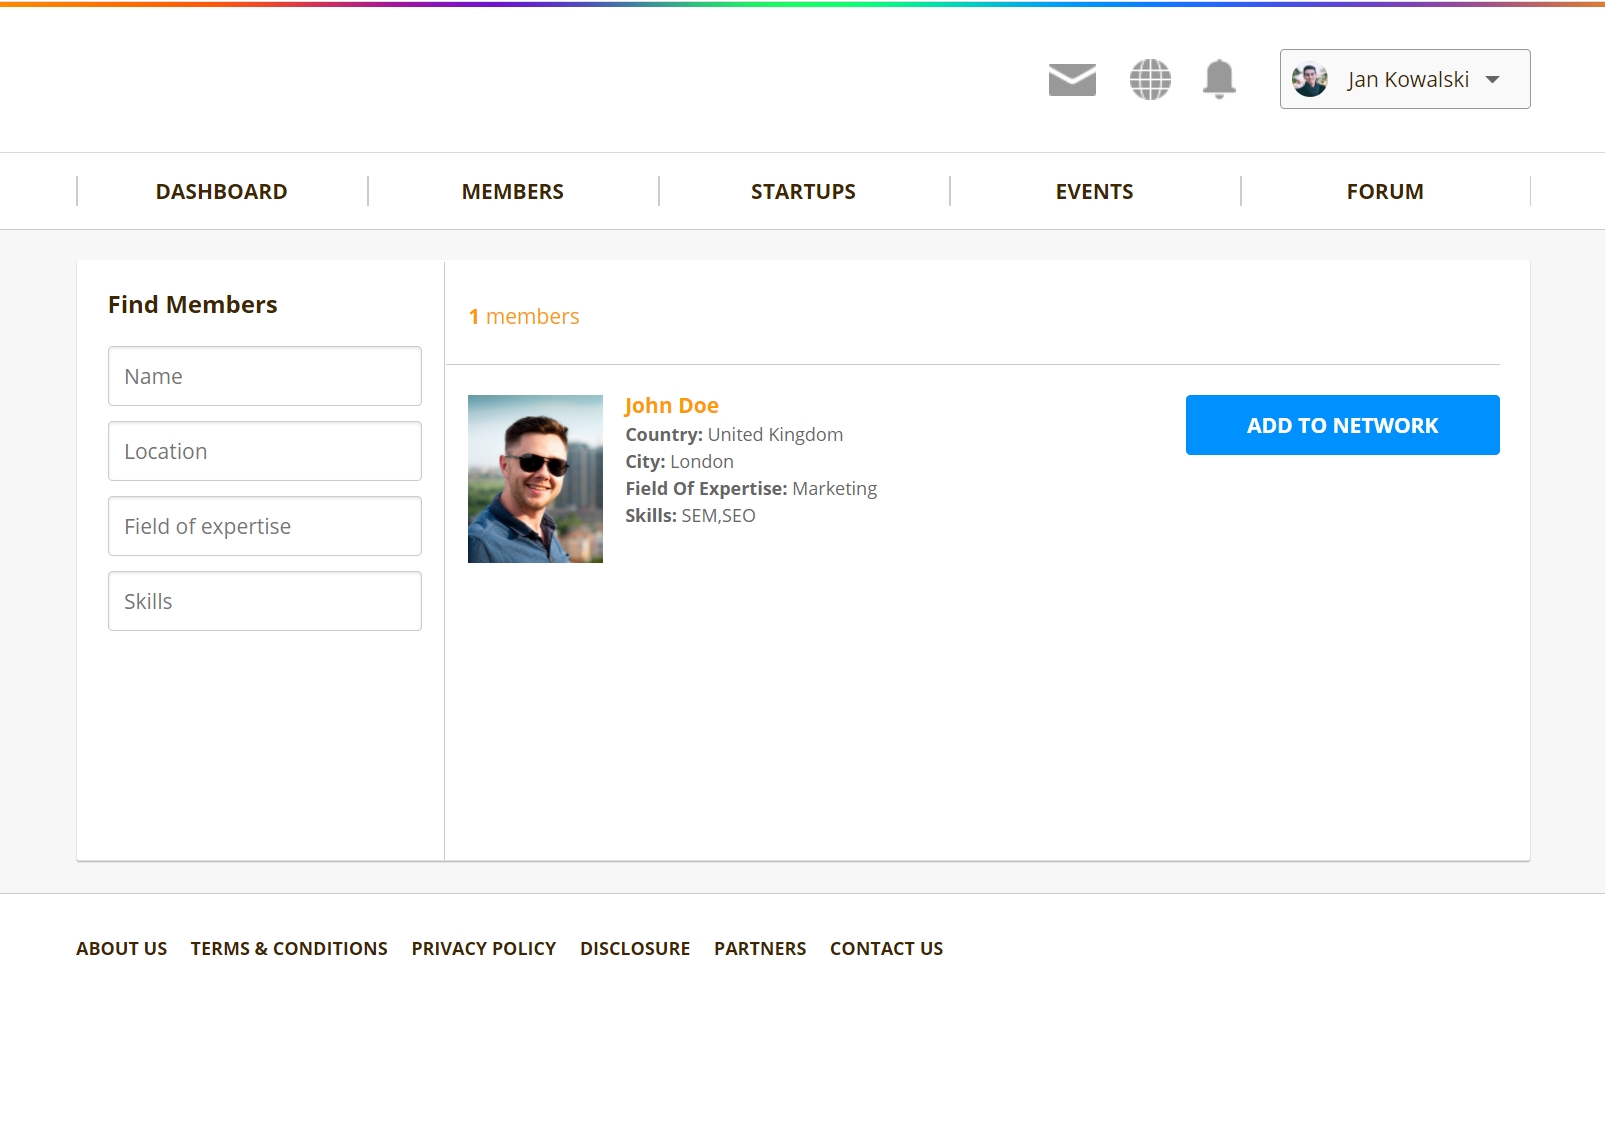 Jan Kowalski
DASHBOARD
MEMBERS
STARTUPS
EVENTS
FORUM
Find Members
Name
Location
Field of expertise
Skills
1 members
John Doe
Country: United Kingdom
City: London
Field Of Expertise: Marketing
Skills: SEM,SEO
ADD TO NETWORK
ABOUT US
TERMS & CONDITIONS
PRIVACY POLICY
DISCLOSURE
PARTNERS
CONTACT US